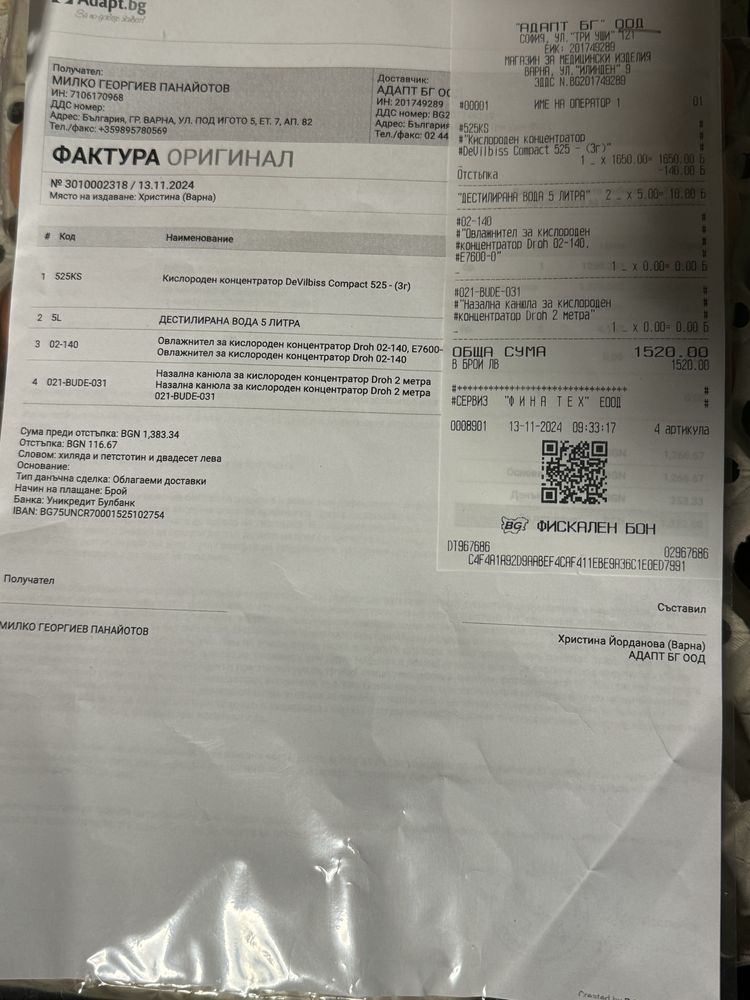 Adapt.bg
За по-добър живот!
Получател:
МИЛКО ГЕОРГИЕВ ПАНАЙОТОВ
ИН: 7106170968
ДДС номер:
Адрес: България, ГР. ВАРНА, УЛ. ПОД ИГОТО 5, ЕТ. 7, АП. 82
Тел./факс: +359895780569
Доставчик:
АДАПТ БГ ОО
ИН: 201749289
ДДС номер: BG2
Адрес: България
Тел./факс: 02 44
ФАКТУРА ОРИГИНАЛ
№ 3010002318 / 13.11.2024
Място на издаване: Христина (Варна)
# Код Наименование
1 525KS Кислороден концентратор DeVilbiss Compact 525 - (3г)
2 5L ДЕСТИЛИРАНА ВОДА 5 ЛИТРА
3 02-140 Овлажнител за кислороден концентратор Droh 02-140, E7600-
Овлажнител за кислороден концентратор Droh 02-140
4 021-BUDE-031 Назална канюла за кислороден концентратор Droh 2 метра
Назална канюла за кислороден концентратор Droh 2 метра
021-BUDE-031
Сума преди отстъпка: BGN 1,383.34
Отстъпка: BGN 116.67
Словом: хиляда и петстотин и двадесет лева
Основание:
Тип данъчна сделка: Облагаеми доставки
Начин на плащане: Брой
Банка: Уникредит Булбанк
IBAN: BG75UNCR70001525102754
Получател
МИЛКО ГЕОРГИЕВ ПАНАЙОТОВ
Съставил
Христина Йорданова (Варна)
АДАПТ БГ ООД
"АДАПТ БГ" ООД
СОФИЯ, УЛ. "ТРИ УШИ" 121
ЕИК: 201749289
МАГАЗИН ЗА МЕДИЦИНСКИ ИЗДЕЛИЯ
ВАРНА, УЛ. "ИЛИНДЕН" 9
ЗДДС N.BG201749289
#00001 ИМЕ НА ОПЕРАТОР 1 01
#525KS #
#"Кислороден концентратор #
#DeVilbiss Compact 525 - (3г)" #
1 _ x 1650.00= 1650.00 Б
Отстъпка -140.00 Б
"ДЕСТИЛИРАНА ВОДА 5 ЛИТРА" 2 _ x 5.00= 10.00 Б
#02-140 #
#"Овлажнител за кислороден #
#концентратор Droh 02-140, #
#E7600-0" #
_ 1 _ x 0.00= 0.00 Б
#021-BUDE-031 #
#"Назална канюла за кислороден #
#концентратор Droh 2 метра" #
_ 1 _ x 0.00= 0.00 Б
ОБЩА СУМА 1520.00
В БРОЙ ЛВ 1520.00
#++++++++++++++++++++++++++++++ #
#СЕРВИЗ "ФИНА ТЕХ" ЕООД #
0008901 13-11-2024 09:33:17 4 артикула
BG ФИСКАЛЕН БОН
DT967686 02967686
C4F4A1A92D9AABEF4CAF411EBE9A36C1E0ED7991